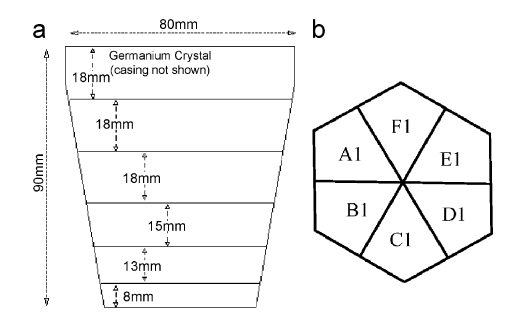 a
80mm
Germanium Crystal
(casing not shown)
18mm
18mm
90mm
18mm
15mm
13mm
8mm
b
F1
A1
E1
B1
D1
C1